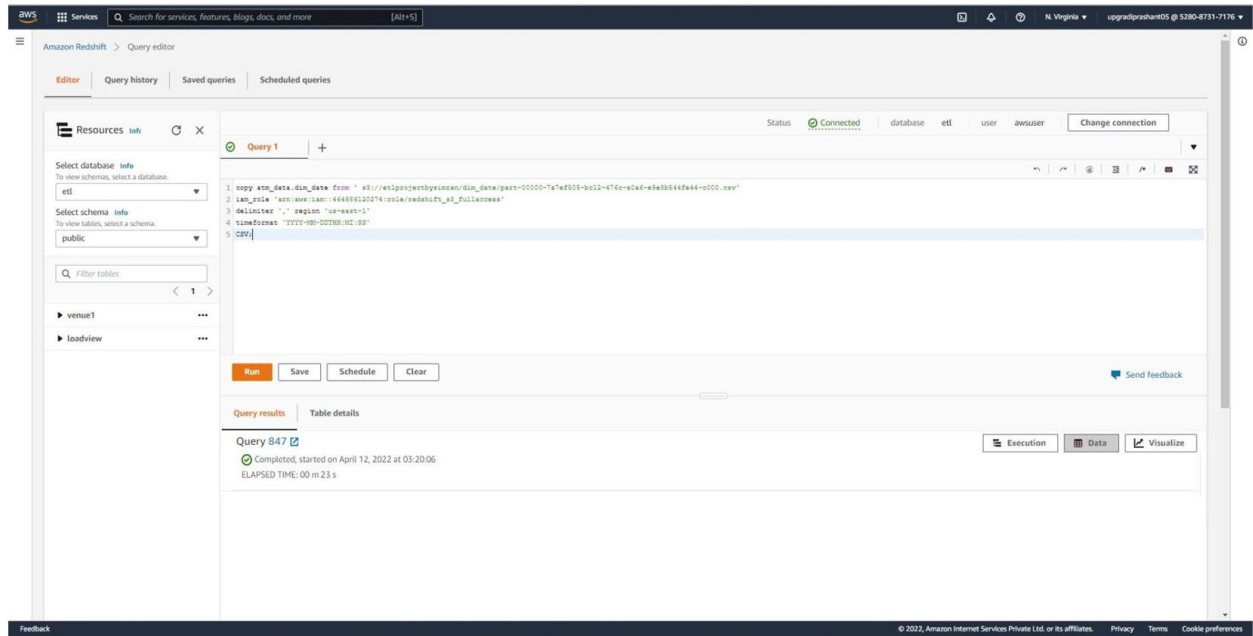 aws Services Search for services, features, blogs, docs, and more [Alt+S] N. Virginia upgradiprashant05 @ 5280-8731-7176
Amazon Redshift > Query editor
Editor Query history Saved queries Scheduled queries
Resources Info
Status Connected database etl user awsuser Change connection
Query 1 +
Select database Info
To view schemas, select a database.
etl
Select schema Info
To view tables, select a schema.
public
Filter tables
< 1 >
venue1
loadview
1 copy atm_data.dim_date from ' s3://etlprojectbysimran/dim_date/part-00000-7a7ef505-bc12-476c-a0a6-e9e8b544fe44-c000.csv'
2 iam_role 'arn:aws:iam::464886120274:role/redshift_s3_fullaccess'
3 delimiter ',' region 'us-east-1'
4 timeformat 'YYYY-MM-DDTHH:MI:SS'
5 CSV;
Run Save Schedule Clear
Send feedback
Query results Table details
Query 847
Execution Data Visualize
Completed, started on April 12, 2022 at 03:20:06
ELAPSED TIME: 00 m 23 s
Feedback © 2022, Amazon Internet Services Private Ltd. or its affiliates. Privacy Terms Cookie preferences